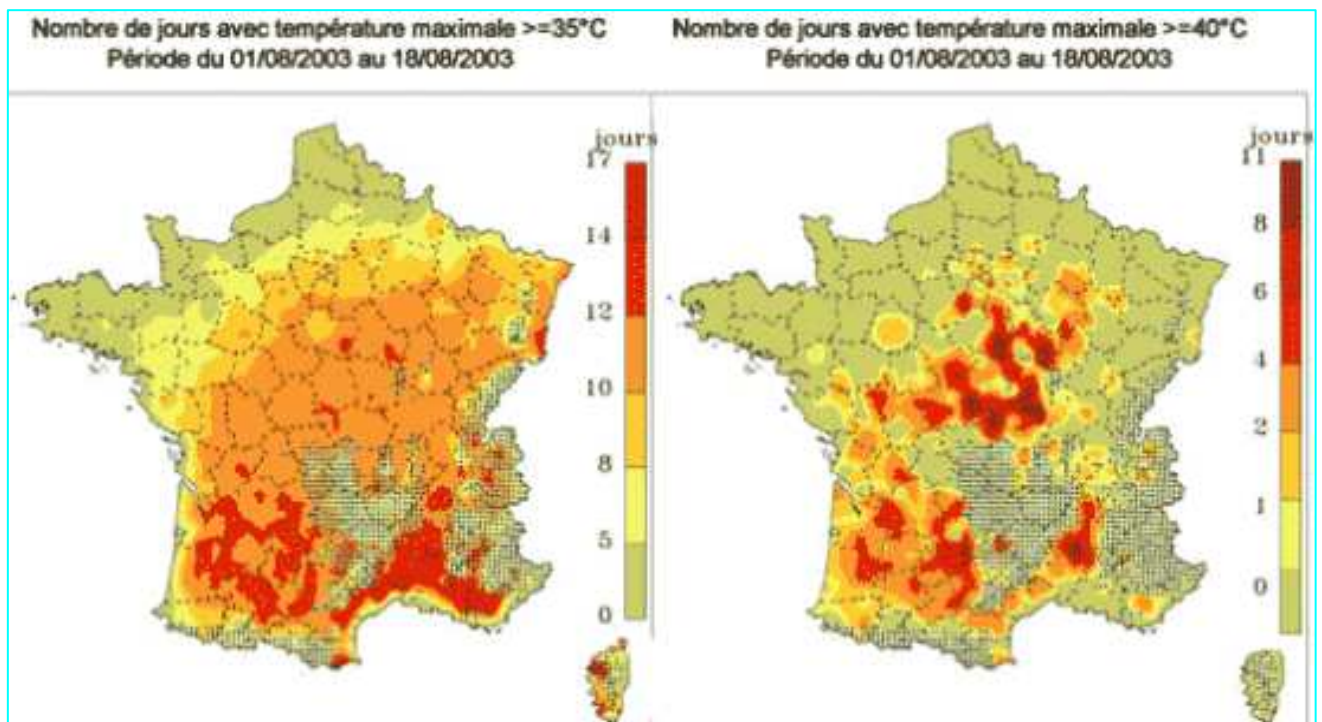 Nombre de jours avec température maximale >=35°C
Période du 01/08/2003 au 18/08/2003
jours
17
14
12
10
8
5
0
Nombre de jours avec température maximale >=40°C
Période du 01/08/2003 au 18/08/2003
jours
11
8
6
4
2
1
0